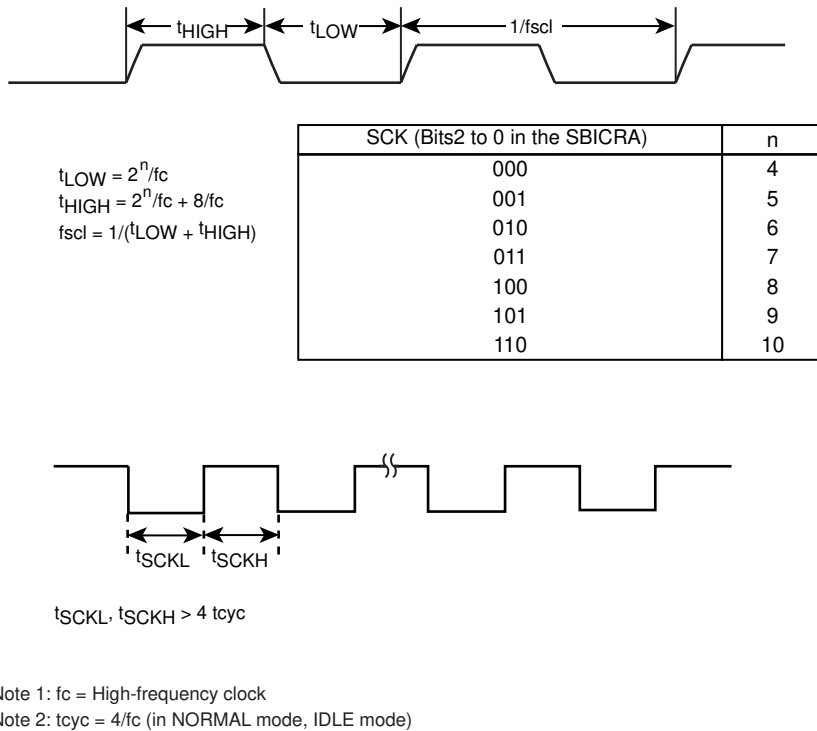 tHIGH tLOW 1/fscl
SCK (Bits2 to 0 in the SBICRA) n
000 4
001 5
010 6
011 7
100 8
101 9
110 10
tLOW = 2^n/fc
tHIGH = 2^n/fc + 8/fc
fscl = 1/(tLOW + tHIGH)
tSCKL tSCKH
tSCKL, tSCKH > 4 tcyc
Note 1: fc = High-frequency clock
Note 2: tcyc = 4/fc (in NORMAL mode, IDLE mode)